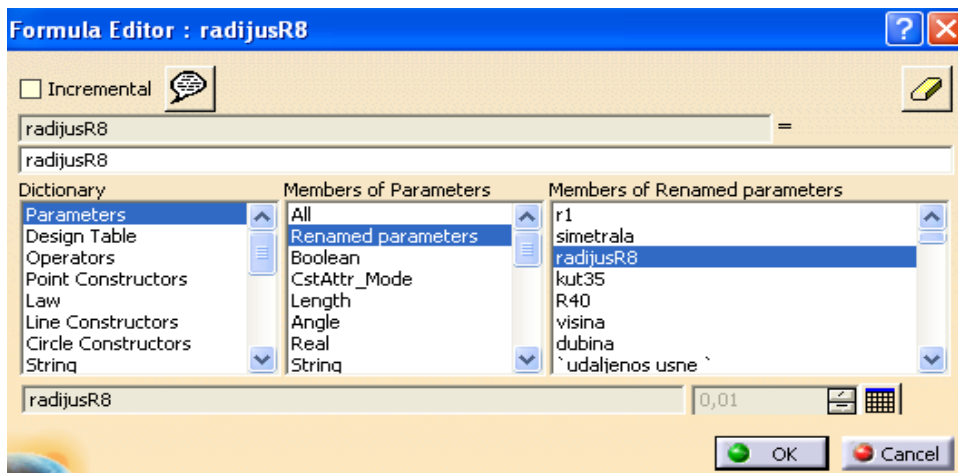 Formula Editor : radijusR8
Incremental
radijusR8 =
radijusR8
Dictionary Members of Parameters Members of Renamed parameters
Parameters All r1
Design Table Renamed parameters simetrala
Operators Boolean radijusR8
Point Constructors CstAttr_Mode kut35
Law Length R40
Line Constructors Angle visina
Circle Constructors Real dubina
String String `udaljenos usne `
radijusR8 0,01
OK Cancel